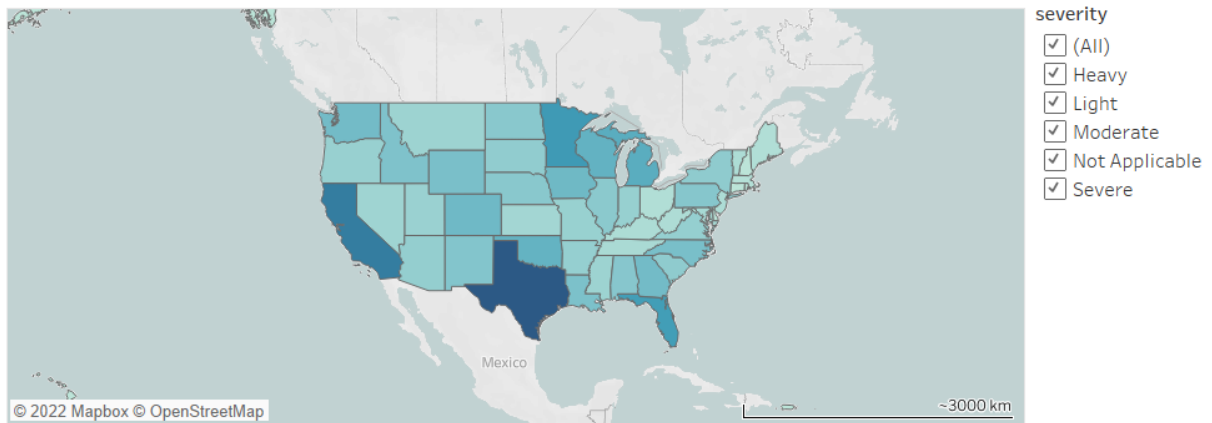 severity
(All)
Heavy
Light
Moderate
Not Applicable
Severe
Mexico
~3000 km
© 2022 Mapbox © OpenStreetMap